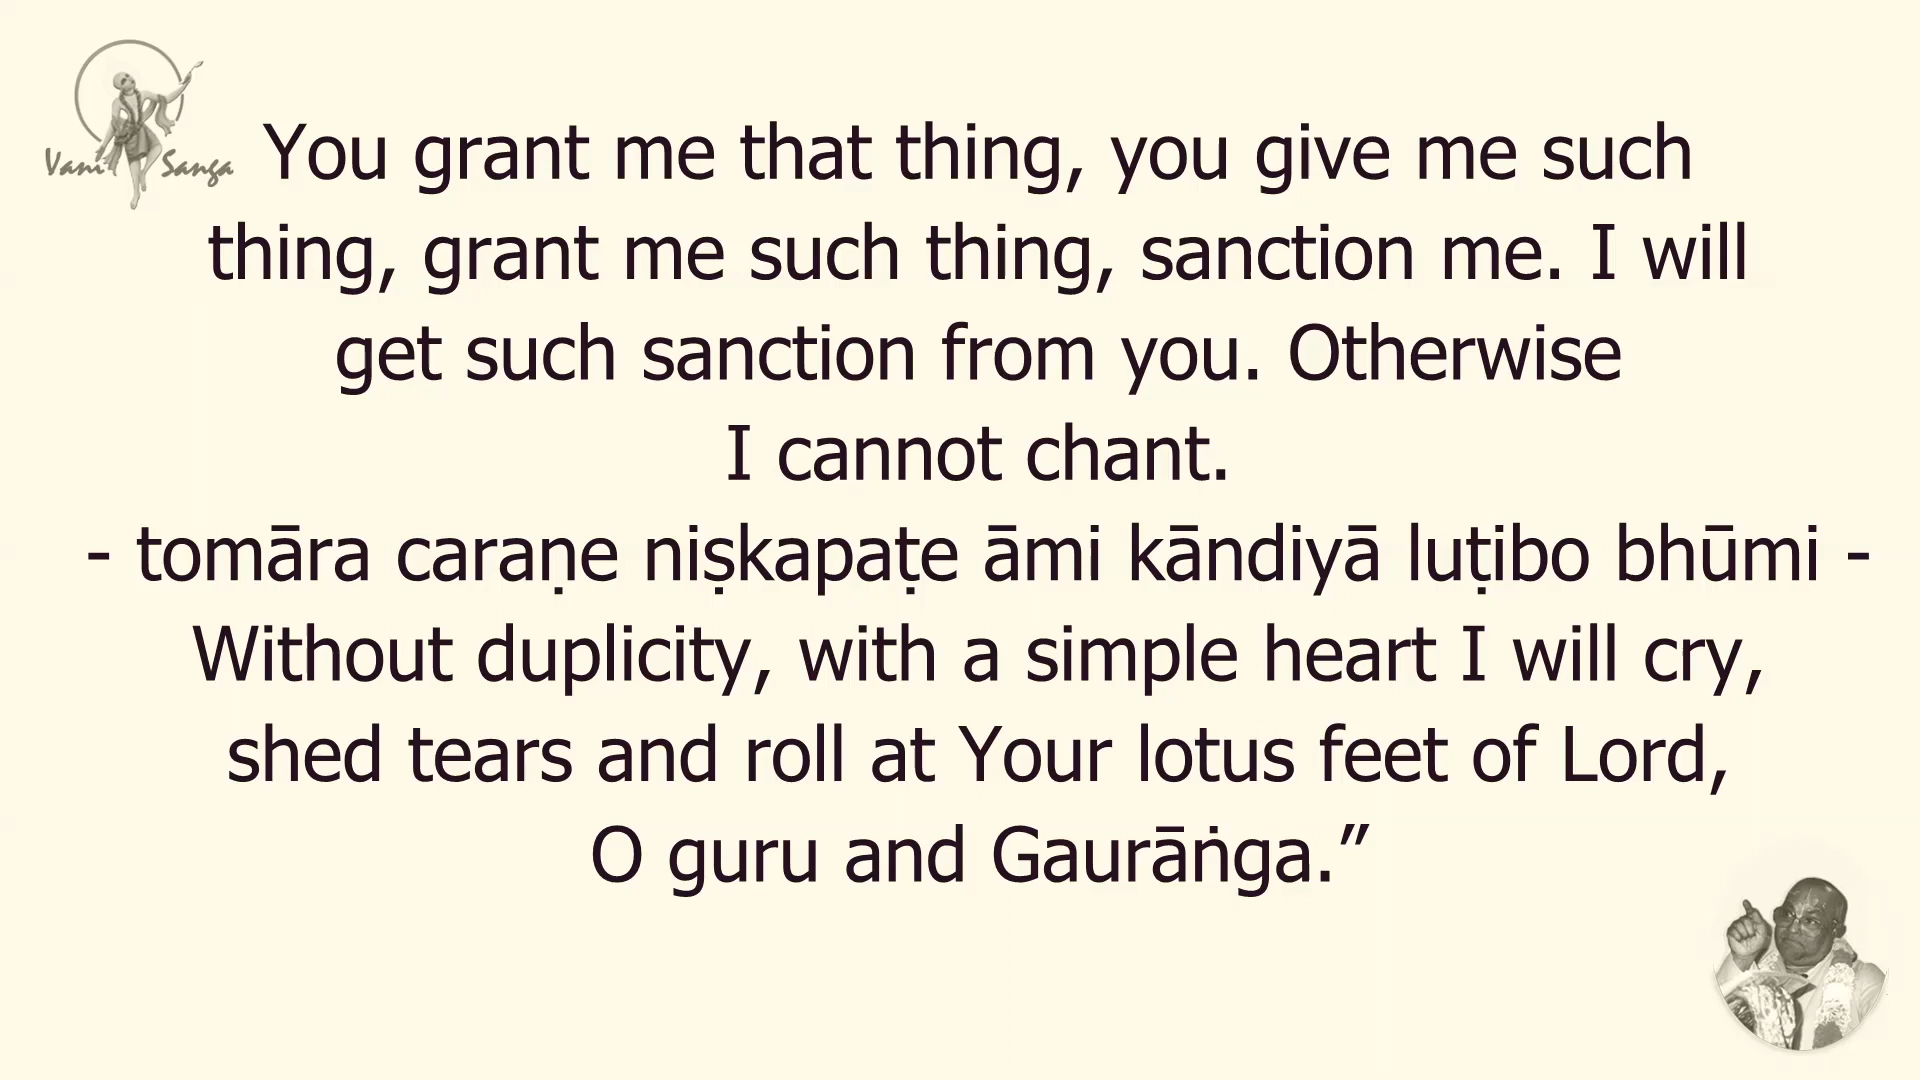 Vani Sanga
You grant me that thing, you give me such
thing, grant me such thing, sanction me. I will
get such sanction from you. Otherwise
I cannot chant.
- tomāra caraṇe niṣkapaṭe āmi kāndiyā luṭibo bhūmi -
Without duplicity, with a simple heart I will cry,
shed tears and roll at Your lotus feet of Lord,
O guru and Gaurāṅga.”